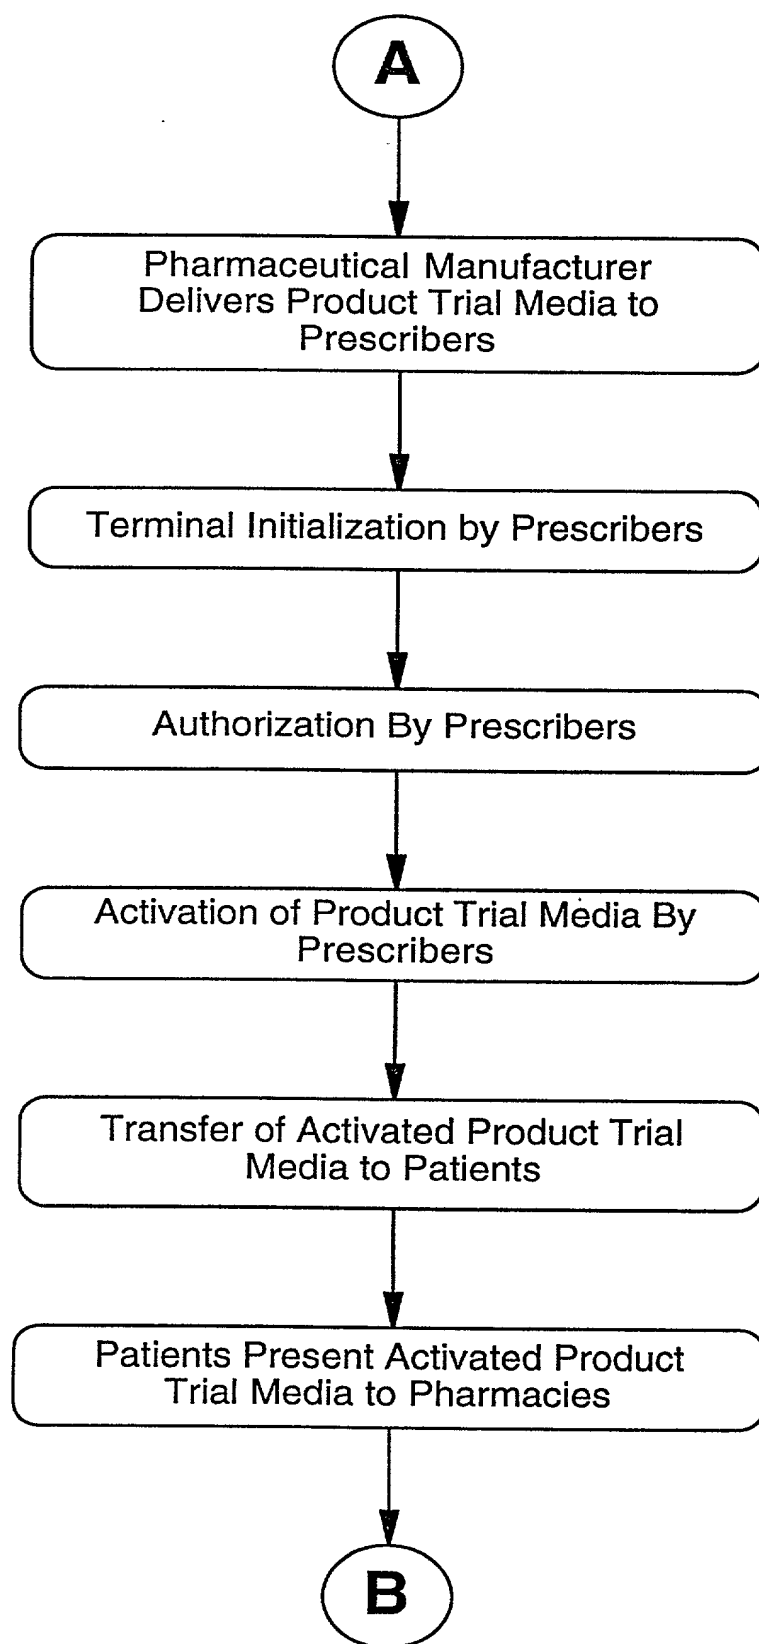 A
Pharmaceutical Manufacturer
Delivers Product Trial Media to
Prescribers
Terminal Initialization by Prescribers
Authorization By Prescribers
Activation of Product Trial Media By
Prescribers
Transfer of Activated Product Trial
Media to Patients
Patients Present Activated Product
Trial Media to Pharmacies
B